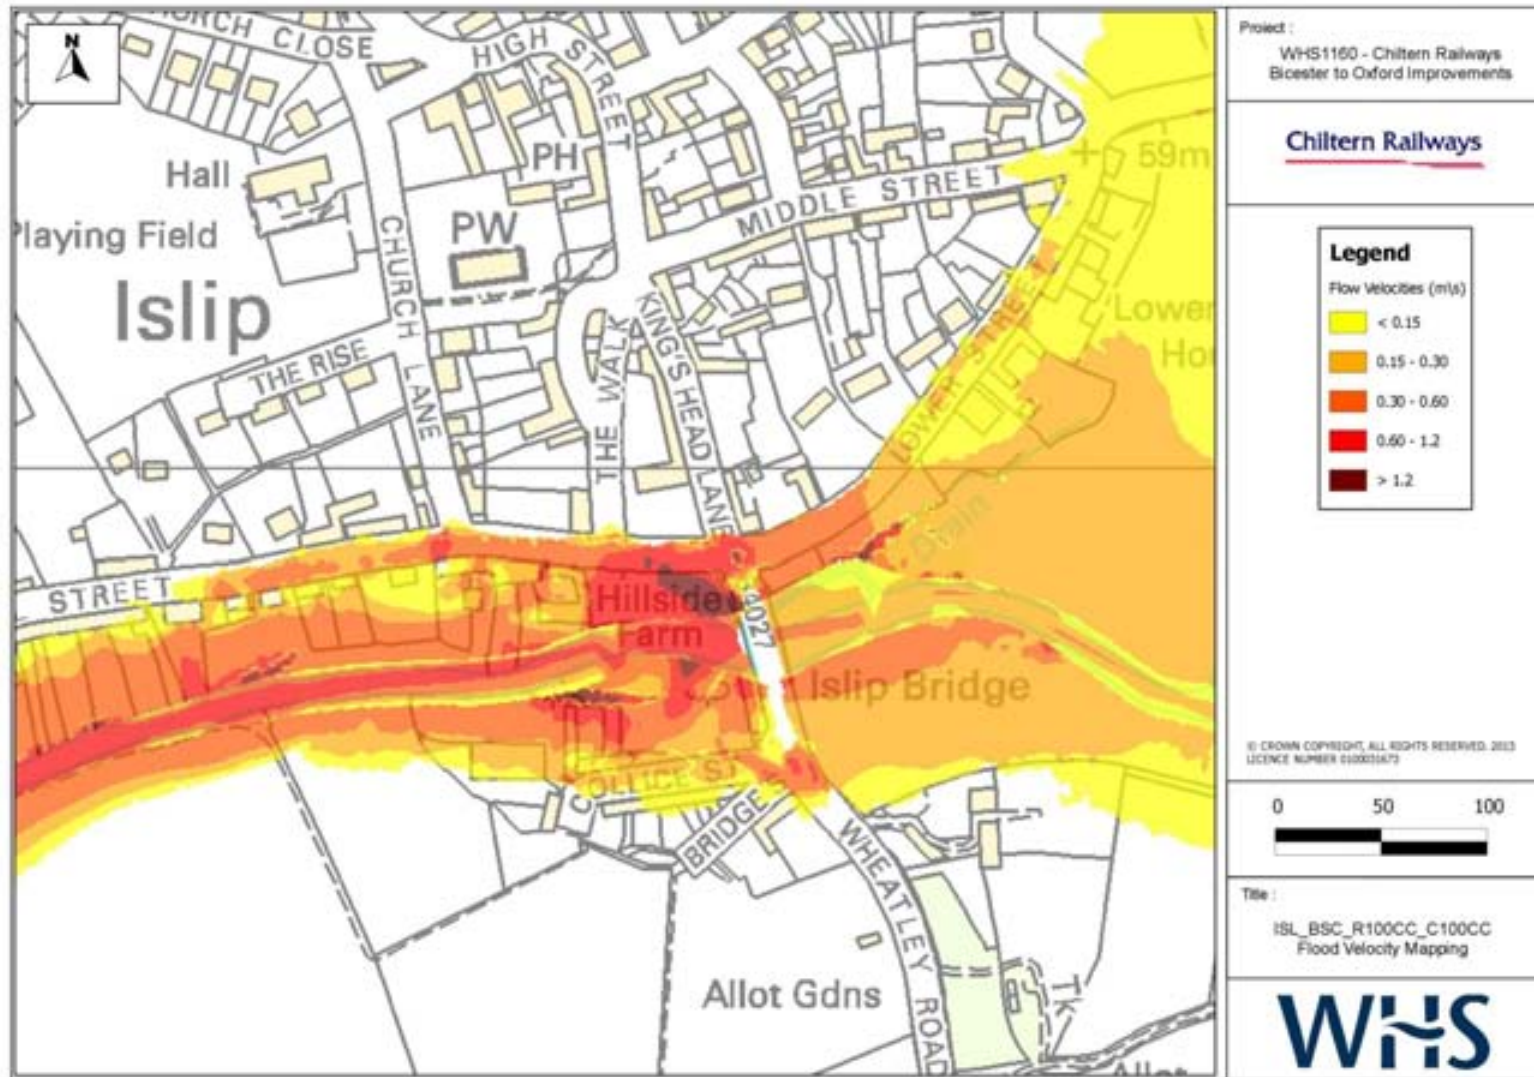 N
CHURCH CLOSE
HIGH STREET
Hall
PH
59m
MIDDLE STREET
Playing Field
PW
CHURCH LANE
Islip
KING'S HEAD LANE
THE WALK
THE RISE
LOWER STREET
Lower
Drain
STREET
Hillside
Farm
Islip Bridge
COLLICE ST
BRIDGE
WHEATLEY ROAD
Allot Gdns
TK
Allot
Project :
WHS1160 - Chiltern Railways
Bicester to Oxford Improvements
Chiltern Railways
Legend
Flow Velocities (m\s)
< 0.15
0.15 - 0.30
0.30 - 0.60
0.60 - 1.2
> 1.2
© CROWN COPYRIGHT, ALL RIGHTS RESERVED. 2013
LICENCE NUMBER 0100031673
0 50 100
Title :
ISL_BSC_R100CC_C100CC
Flood Velocity Mapping
WHS